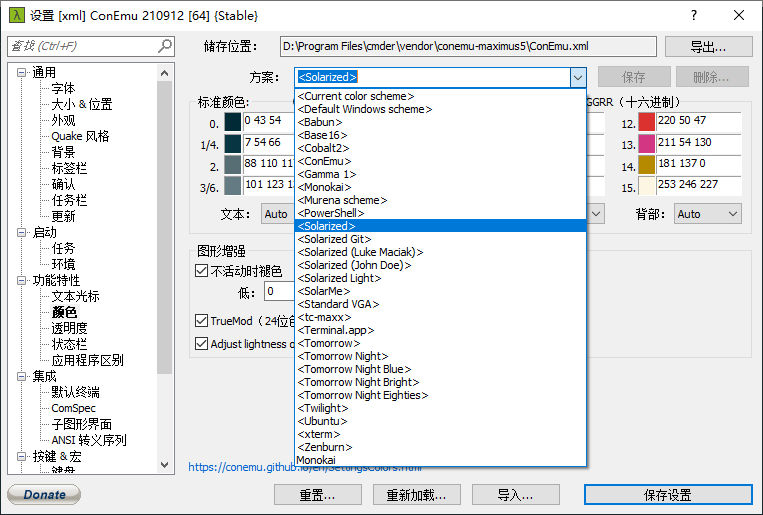 设置 [xml] ConEmu 210912 [64] {Stable}
查找 (Ctrl+F)
储存位置:
D:\Program Files\cmder\vendor\conemu-maximus5\ConEmu.xml
导出...
方案:
<Solarized>
保存
删除...
通用
字体
大小 & 位置
外观
Quake 风格
背景
标签栏
确认
任务栏
更新
启动
任务
环境
功能特性
文本光标
颜色
透明度
状态栏
应用程序区别
集成
默认终端
ComSpec
子图形界面
ANSI 转义序列
按键 & 宏
键盘
标准颜色:
GGRR（十六进制）
0.
0 43 54
1/4.
7 54 66
2.
88 110 11
3/6.
101 123 1
12.
220 50 47
13.
211 54 130
14.
181 137 0
15.
253 246 227
文本:
Auto
背部:
Auto
<Current color scheme>
<Default Windows scheme>
<Babun>
<Base16>
<Cobalt2>
<ConEmu>
<Gamma 1>
<Monokai>
<Murena scheme>
<PowerShell>
<Solarized>
<Solarized Git>
<Solarized (Luke Maciak)>
<Solarized (John Doe)>
<Solarized Light>
<SolarMe>
<Standard VGA>
<tc-maxx>
<Terminal.app>
<Tomorrow>
<Tomorrow Night>
<Tomorrow Night Blue>
<Tomorrow Night Bright>
<Tomorrow Night Eighties>
<Twilight>
<Ubuntu>
<xterm>
<Zenburn>
Monokai
图形增强
不活动时褪色
低:
0
TrueMod（24位
Adjust lightness
https://conemu.github.io/en/SettingsColors.html
Donate
重置...
重新加载...
导入...
保存设置